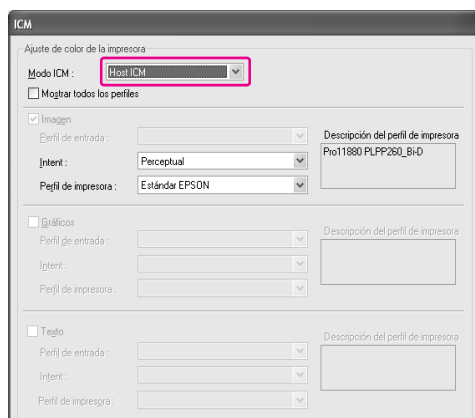 ICM
Ajuste de color de la impresora
Modo ICM :
Host ICM
Mostrar todos los perfiles
Imagen
Perfil de entrada :
Descripción del perfil de impresora
Intent :
Perceptual
Pro11880 PLPP260_Bi-D
Perfil de impresora :
Estándar EPSON
Gráficos
Perfil de entrada :
Descripción del perfil de impresora
Intent :
Perfil de impresora :
Texto
Perfil de entrada :
Descripción del perfil de impresora
Intent :
Perfil de impresora :